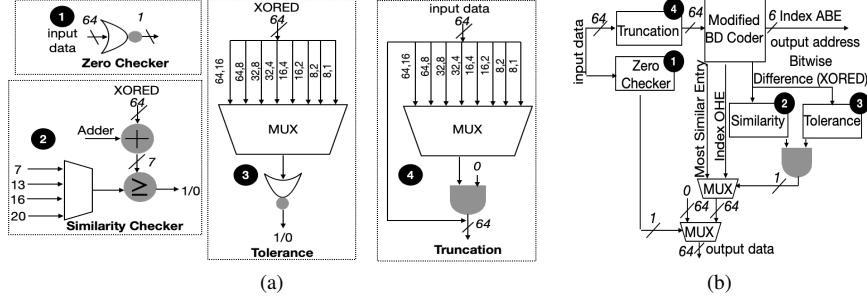 1
64
1
input
data
Zero Checker
2
XORED
64
Adder
+
7
7
13
16
20
≥
1/0
Similarity Checker
XORED
64
64,16
64,8
32,8
32,4
16,4
16,2
8,2
8,1
MUX
3
1/0
Tolerance
input data
64
4
64,16
64,8
32,8
32,4
16,4
16,2
8,2
8,1
MUX
4
0
64
Truncation
(a)
input data
64
4
Truncation
64
Modified
BD Coder
6 Index ABE
output address
Bitwise
Difference (XORED)
Zero
Checker
1
Most Similar Entry
Index OHE
2
Similarity
3
Tolerance
1
MUX
0
64
64
1
MUX
64
output data
(b)